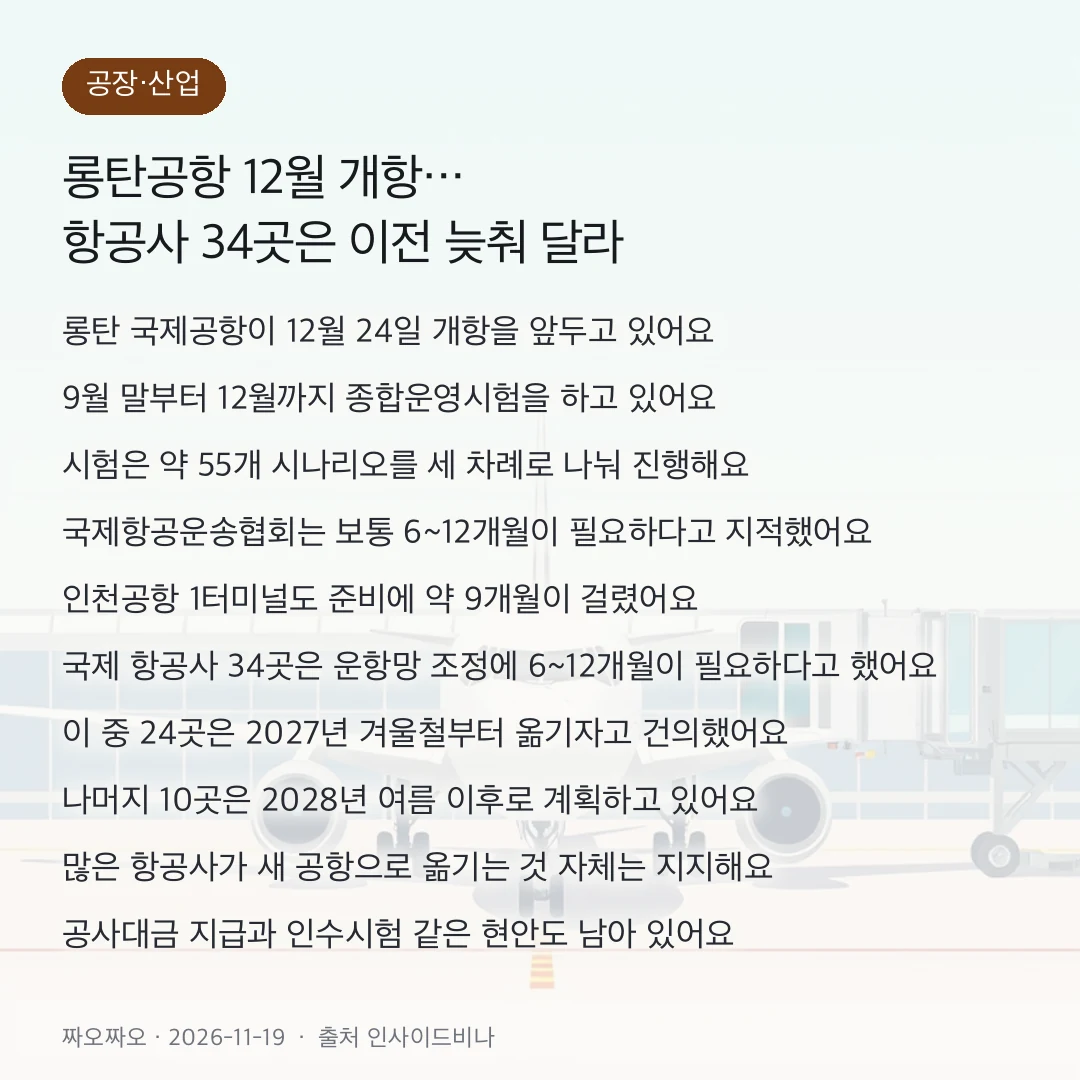 공장·산업
롱탄공항 12월 개항…
항공사 34곳은 이전 늦춰 달라
롱탄 국제공항이 12월 24일 개항을 앞두고 있어요
9월 말부터 12월까지 종합운영시험을 하고 있어요
시험은 약 55개 시나리오를 세 차례로 나눠 진행해요
국제항공운송협회는 보통 6~12개월이 필요하다고 지적했어요
인천공항 1터미널도 준비에 약 9개월이 걸렸어요
국제 항공사 34곳은 운항망 조정에 6~12개월이 필요하다고 했어요
이 중 24곳은 2027년 겨울철부터 옮기자고 건의했어요
나머지 10곳은 2028년 여름 이후로 계획하고 있어요
많은 항공사가 새 공항으로 옮기는 것 자체는 지지해요
공사대금 지급과 인수시험 같은 현안도 남아 있어요
짜오짜오 · 2026-11-19 · 출처 인사이드비나